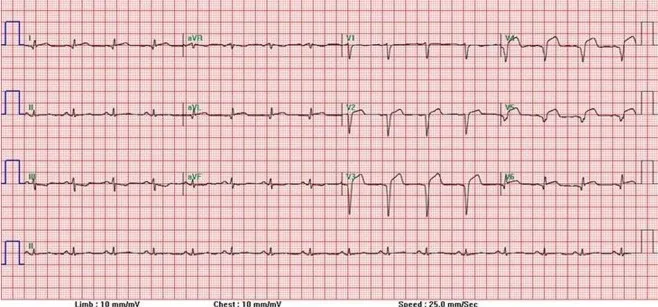 I aVR V1 V4
II aVL V2 V5
III aVF V3 V6
II
Limb : 10 mm/mV Chest : 10 mm/mV Speed : 25.0 mm/Sec